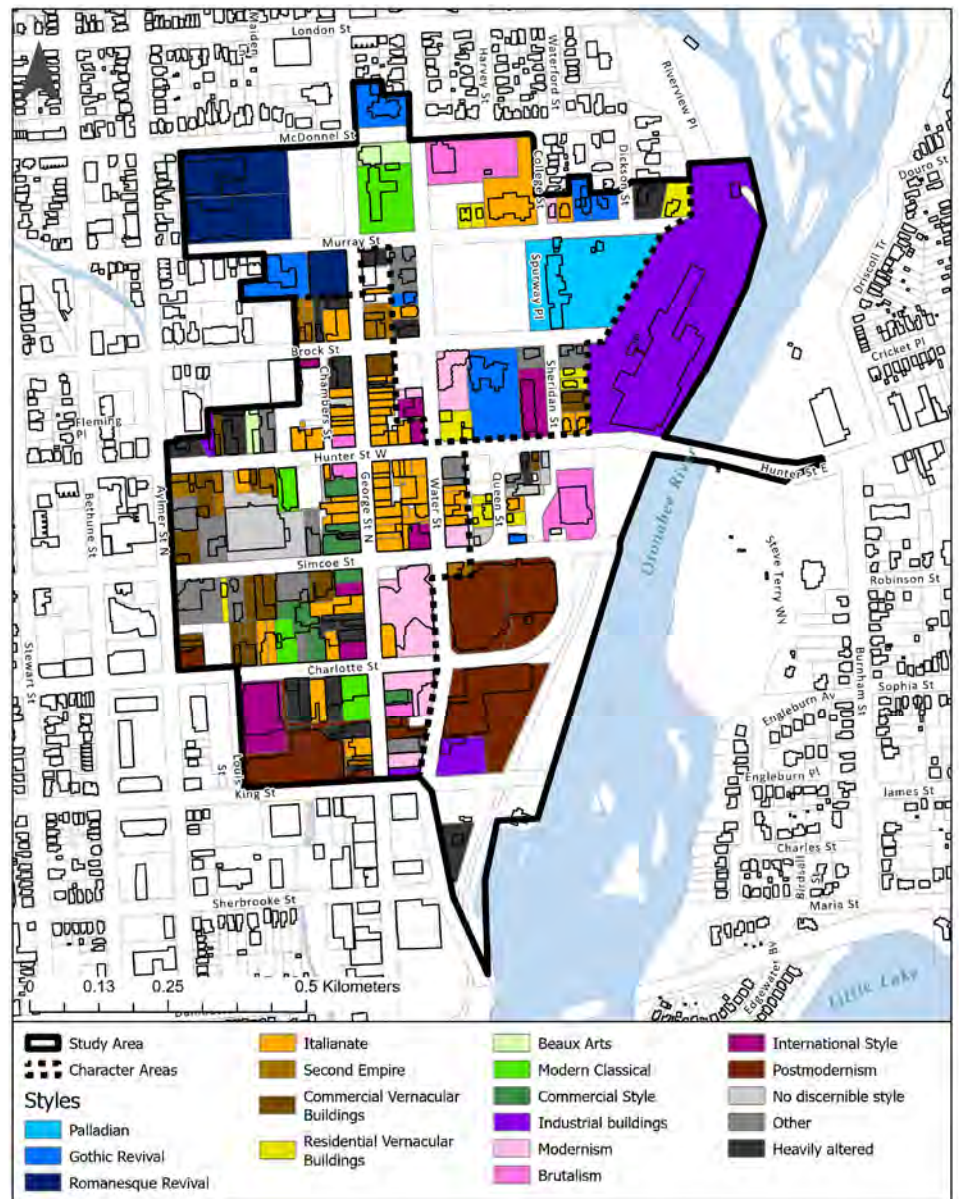 London St
Maiden Ln
Harvey St
Waterford St
Riverview Pl
McDonnel St
College St
Dickson St
Douro St
Murray St
Spurway Pl
Driscoll Tr
Cricket Pl
Brock St
Chambers St
Sheridan St
Fleming Pl
Hunter St W
Hunter St E
Bethune St
Aylmer St N
George St N
Water St
Queen St
Otonabee River
Simcoe St
Steve Terry Wy
Robinson St
Stewart St
Charlotte St
Burnham St
Sophia St
Engleburn Av
Louis St
King St
Engleburn Pl
James St
Charles St
Birdsall St
Sherbrooke St
Maria St
Edgewater Bv
Little Lake
0 0.13 0.25 0.5 Kilometers
Study Area
Character Areas
Styles
Palladian
Gothic Revival
Romanesque Revival
Italianate
Second Empire
Commercial Vernacular
Buildings
Residential Vernacular
Buildings
Beaux Arts
Modern Classical
Commercial Style
Industrial buildings
Modernism
Brutalism
International Style
Postmodernism
No discernible style
Other
Heavily altered